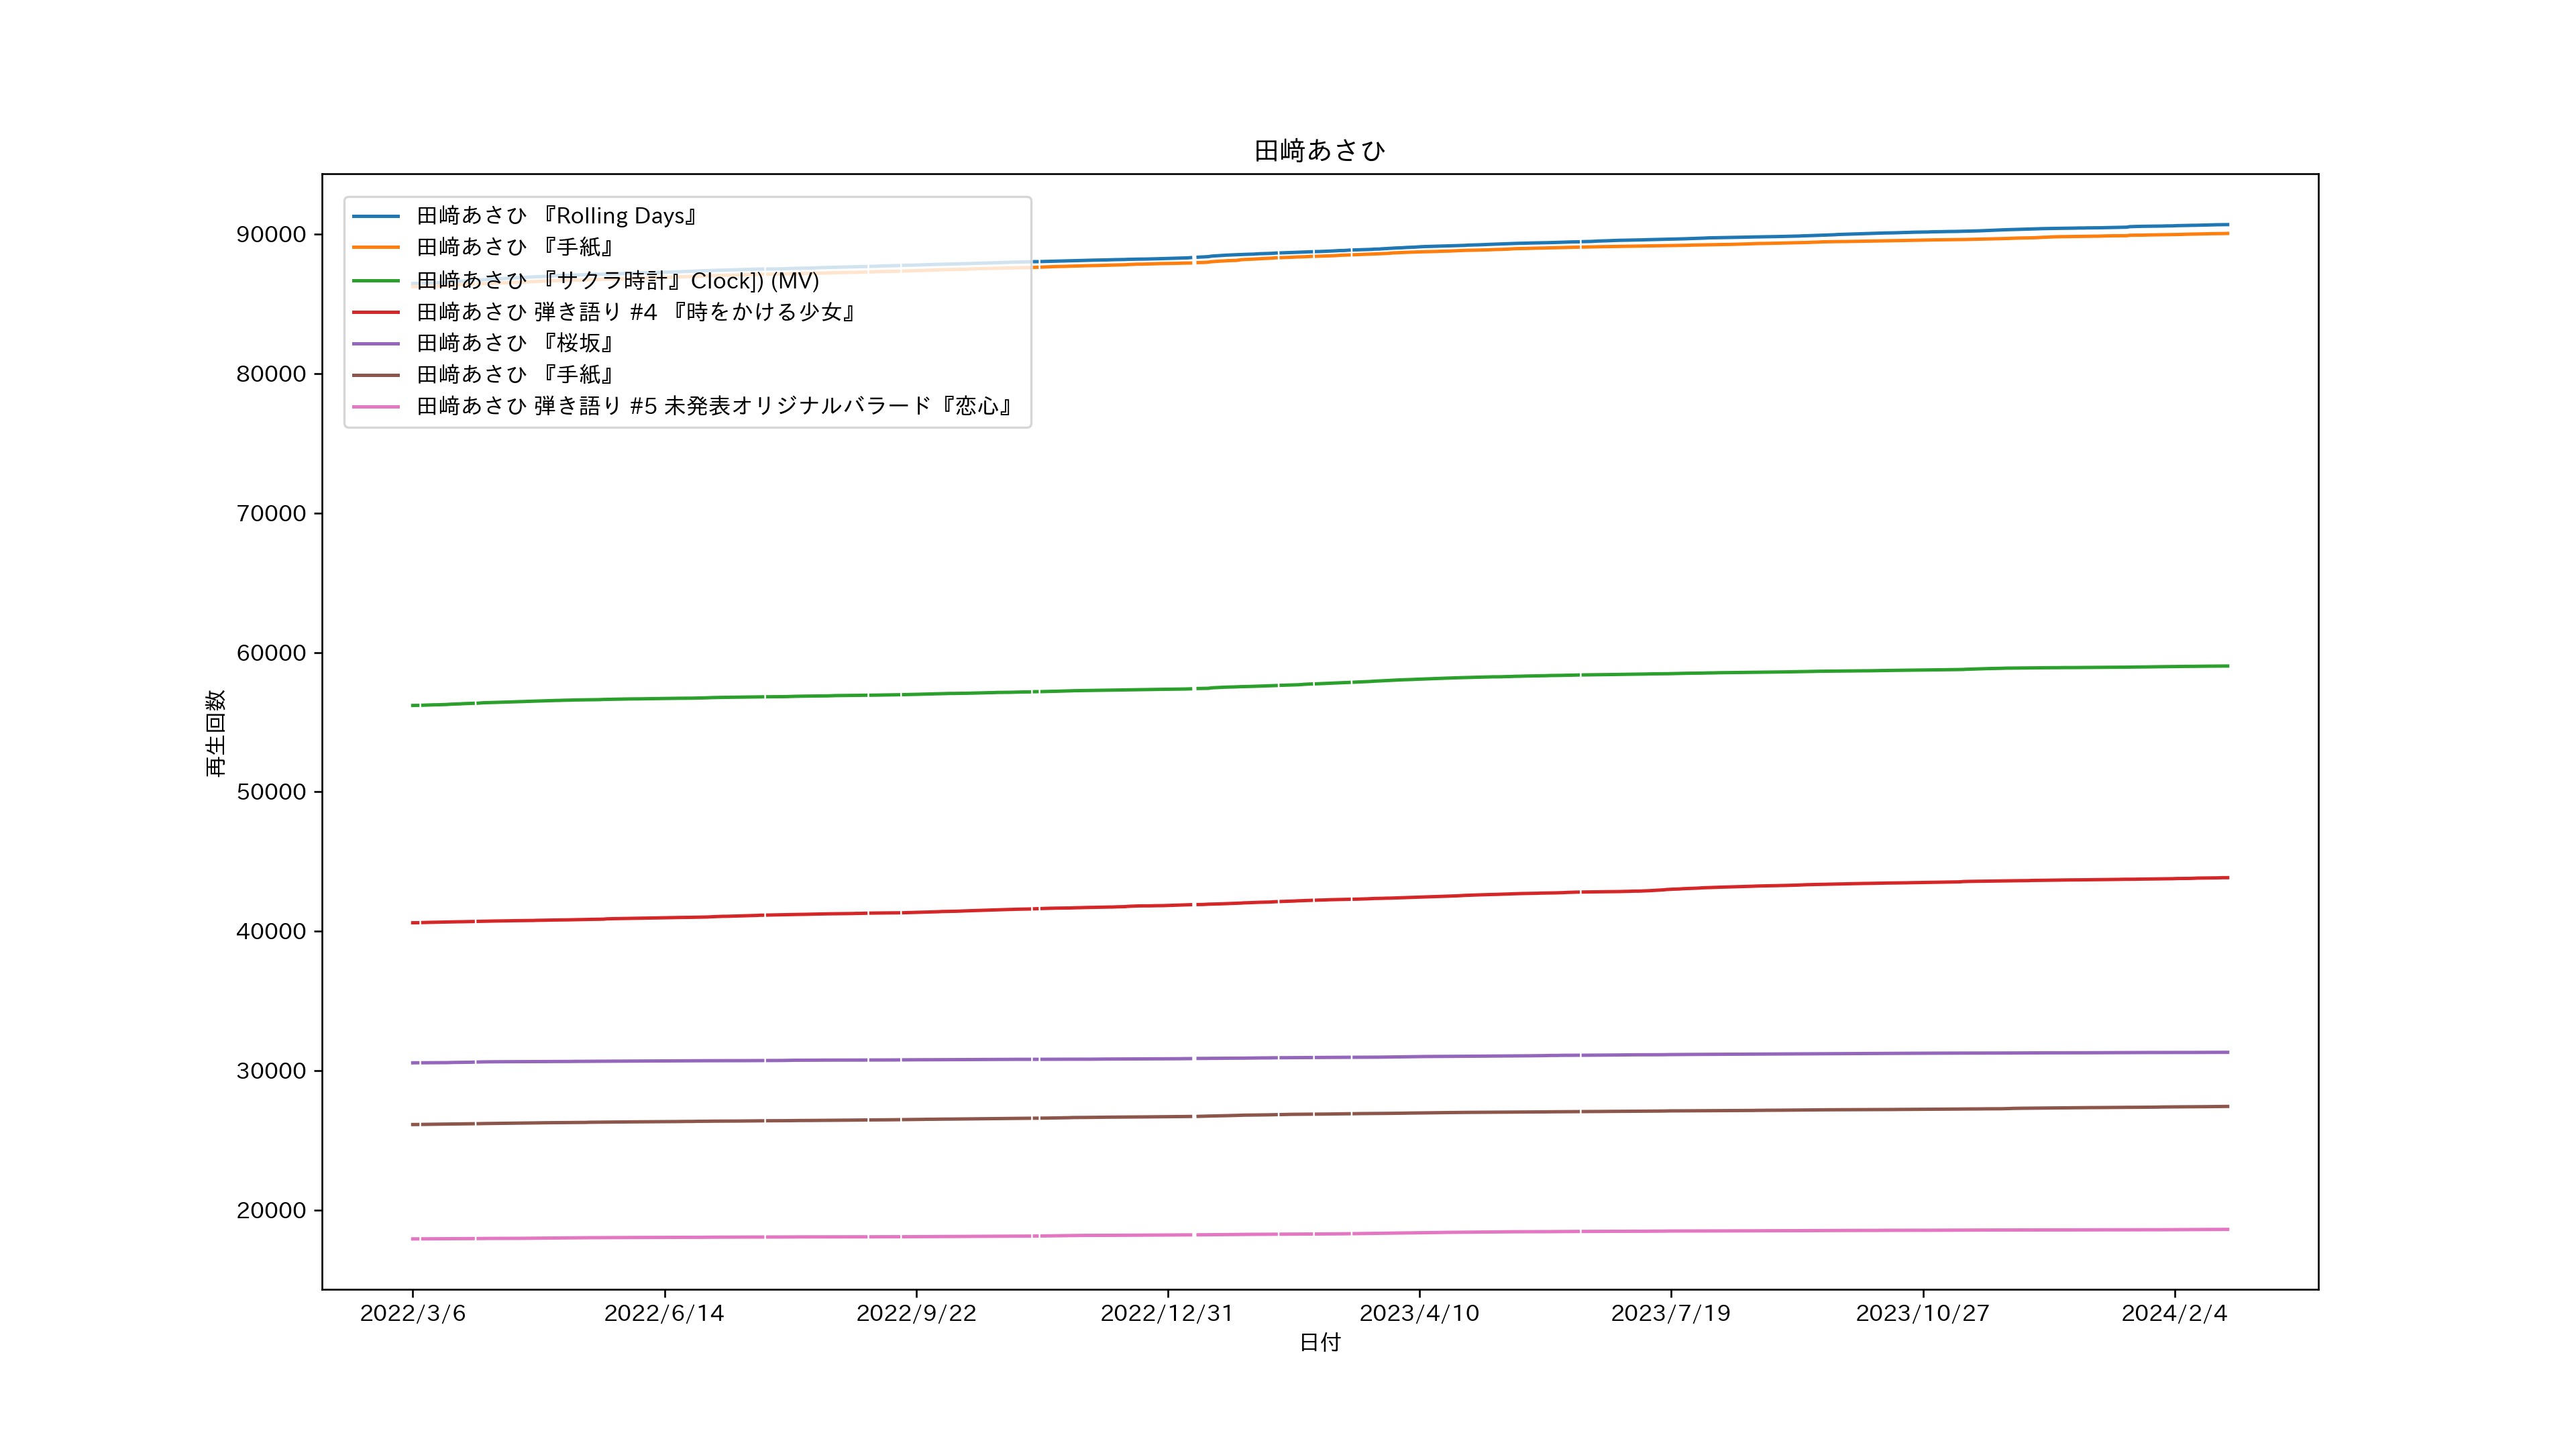 田﨑あさひ
田﨑あさひ 『Rolling Days』
田﨑あさひ 『手紙』
田﨑あさひ 『サクラ時計』Clock]) (MV)
田﨑あさひ 弾き語り #4 『時をかける少女』
田﨑あさひ 『桜坂』
田﨑あさひ 『手紙』
田﨑あさひ 弾き語り #5 未発表オリジナルバラード『恋心』
90000
80000
70000
60000
50000
40000
30000
20000
再生回数
2022/3/6 2022/6/14 2022/9/22 2022/12/31 2023/4/10 2023/7/19 2023/10/27 2024/2/4
日付